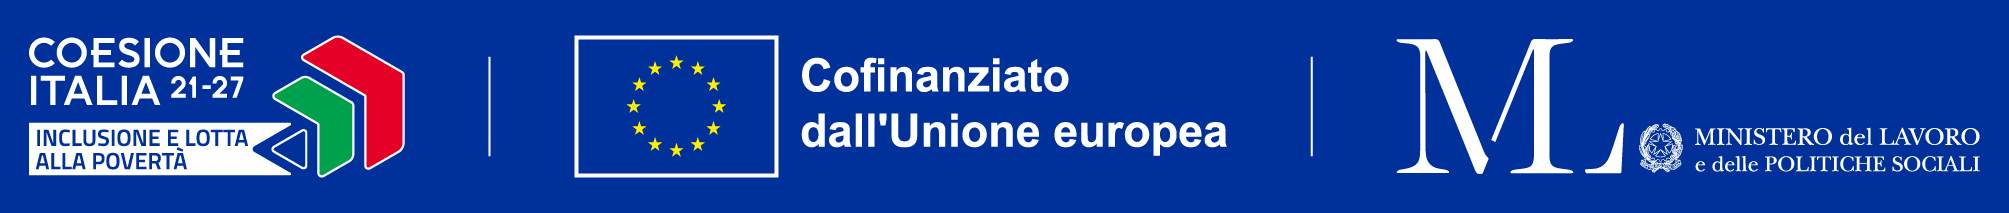 COESIONE
ITALIA 21-27
INCLUSIONE E LOTTA
ALLA POVERTÀ
Cofinanziato
dall'Unione europea
ML
MINISTERO del LAVORO
e delle POLITICHE SOCIALI